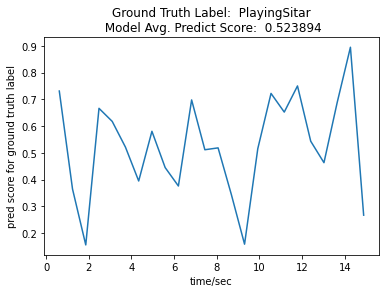 Ground Truth Label:  PlayingSitar
Model Avg. Predict Score:  0.523894
pred score for ground truth label
0.9
0.8
0.7
0.6
0.5
0.4
0.3
0.2
0 2 4 6 8 10 12 14
time/sec